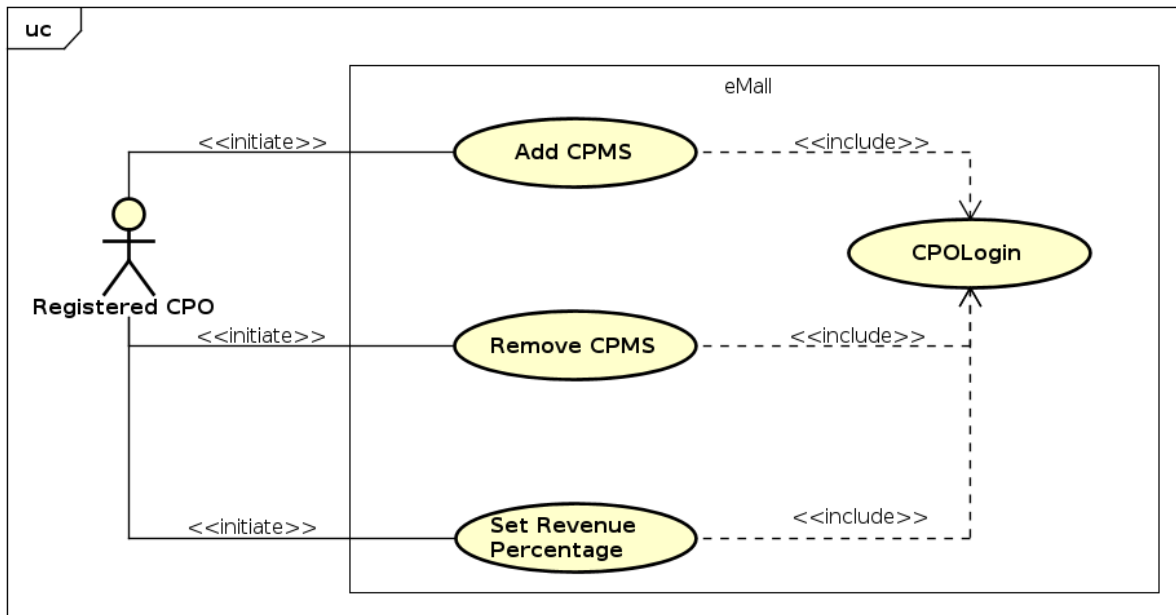 uc
eMall
<<initiate>>
Add CPMS
<<include>>
CPOLogin
Registered CPO
<<initiate>>
Remove CPMS
<<include>>
<<initiate>>
Set Revenue
Percentage
<<include>>